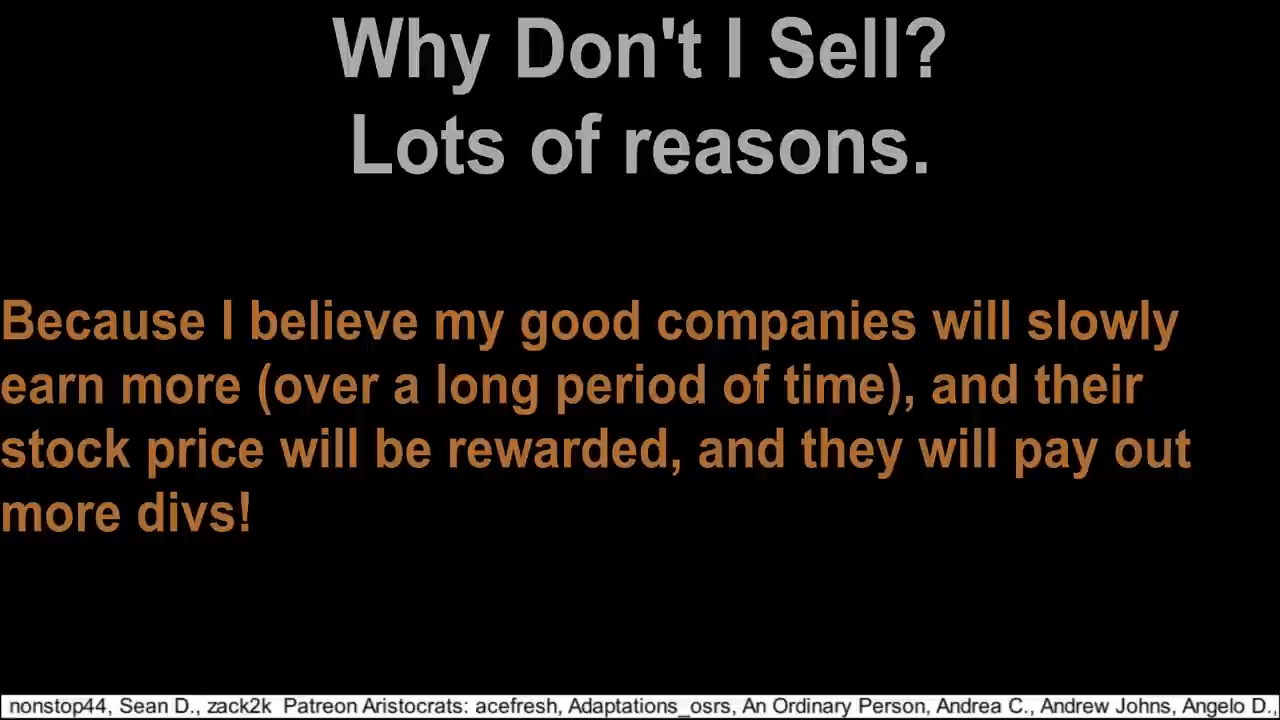 Why Don't I Sell?
Lots of reasons.
Because I believe my good companies will slowly
earn more (over a long period of time), and their
stock price will be rewarded, and they will pay out
more divs!
nonstop44, Sean D., zack2k  Patreon Aristocrats: acefresh, Adaptations_osrs, An Ordinary Person, Andrea C., Andrew Johns, Angelo D.,